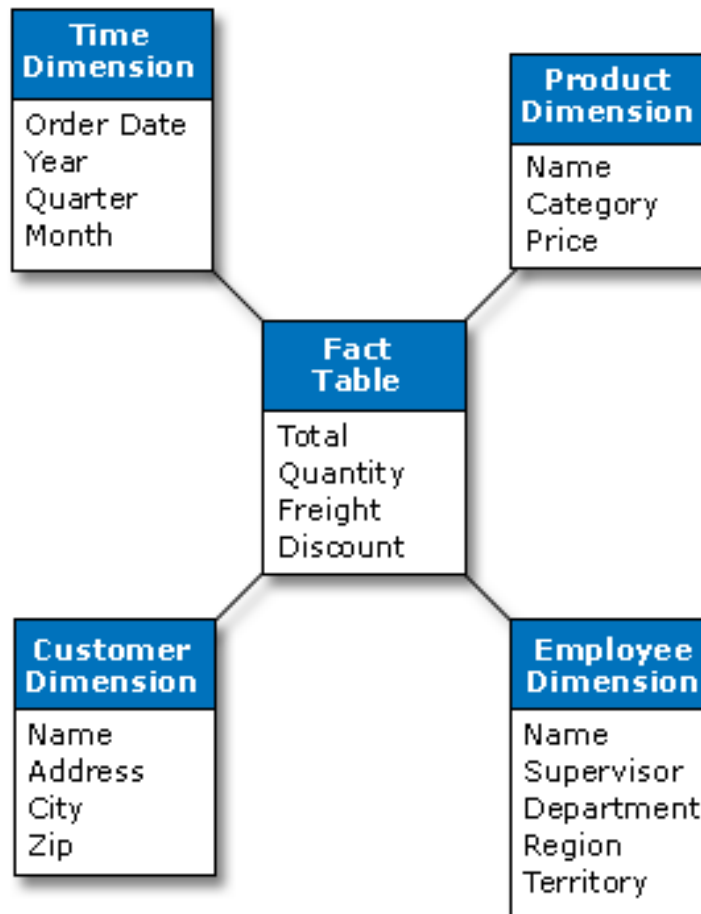 Time
Dimension
Order Date
Year
Quarter
Month
Product
Dimension
Name
Category
Price
Fact
Table
Total
Quantity
Freight
Discount
Customer
Dimension
Name
Address
City
Zip
Employee
Dimension
Name
Supervisor
Department
Region
Territory